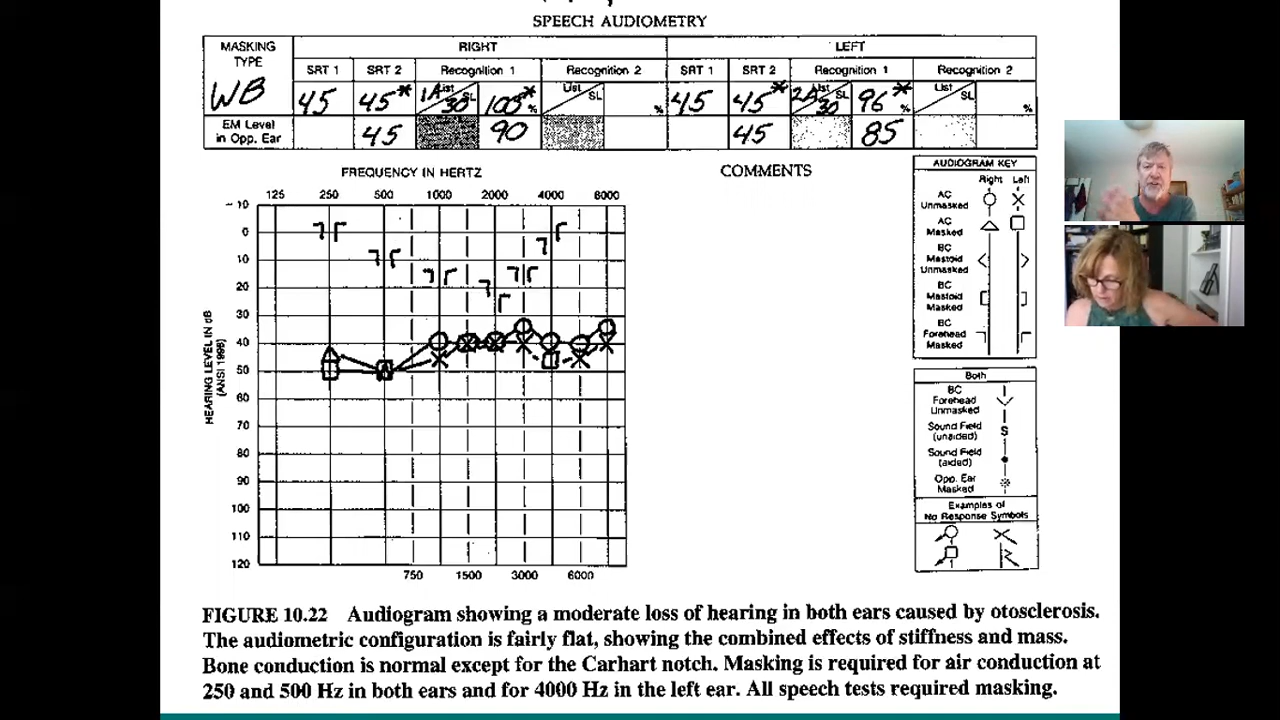 SPEECH AUDIOMETRY
MASKING TYPE RIGHT LEFT
SRT 1 SRT 2 Recognition 1 Recognition 2 SRT 1 SRT 2 Recognition 1 Recognition 2
WB 45 45* 1A List 30 SL 100* % List SL % 45 45* 2A List 30 SL 96* % List SL %
EM Level in Opp. Ear 45 90 45 85
FREQUENCY IN HERTZ
COMMENTS
125 250 500 1000 2000 4000 8000
-10
0
10
20
30
40
50
60
70
80
90
100
110
120
HEARING LEVEL IN dB
(ANSI 1996)
750 1500 3000 6000
AUDIOGRAM KEY
Right Left
AC
Unmasked
AC
Masked
BC
Mastoid
Unmasked
BC
Mastoid
Masked
BC
Forehead
Masked
Both
BC
Forehead
Unmasked
Sound Field
(unaided)
S
Sound Field
(aided)
Opp. Ear
Masked
Examples of
No Response Symbols
FIGURE 10.22 Audiogram showing a moderate loss of hearing in both ears caused by otosclerosis.
The audiometric configuration is fairly flat, showing the combined effects of stiffness and mass.
Bone conduction is normal except for the Carhart notch. Masking is required for air conduction at
250 and 500 Hz in both ears and for 4000 Hz in the left ear. All speech tests required masking.